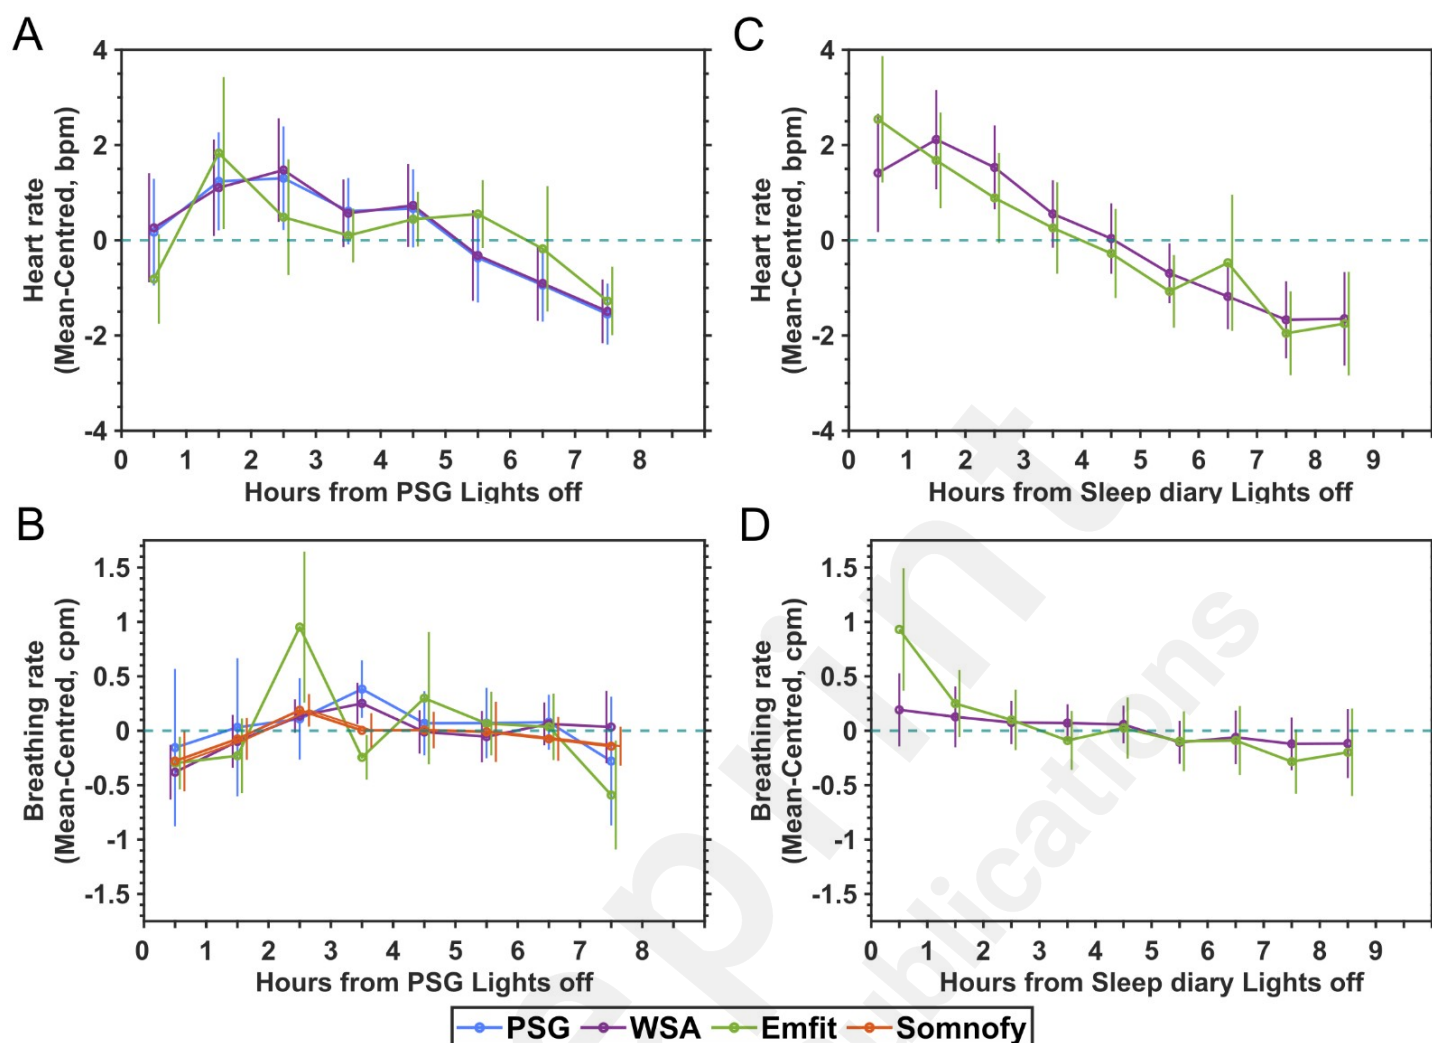 A
4
2
0
-2
-4
Heart rate
(Mean-Centred, bpm)
0 1 2 3 4 5 6 7 8
Hours from PSG Lights off
C
4
2
0
-2
-4
Heart rate
(Mean-Centred, bpm)
0 1 2 3 4 5 6 7 8 9
Hours from Sleep diary Lights off
B
1.5
1
0.5
0
-0.5
-1
-1.5
Breathing rate
(Mean-Centred, cpm)
0 1 2 3 4 5 6 7 8
Hours from PSG Lights off
D
1.5
1
0.5
0
-0.5
-1
-1.5
Breathing rate
(Mean-Centred, cpm)
0 1 2 3 4 5 6 7 8 9
Hours from Sleep diary Lights off
PSG WSA Emfit Somnofy